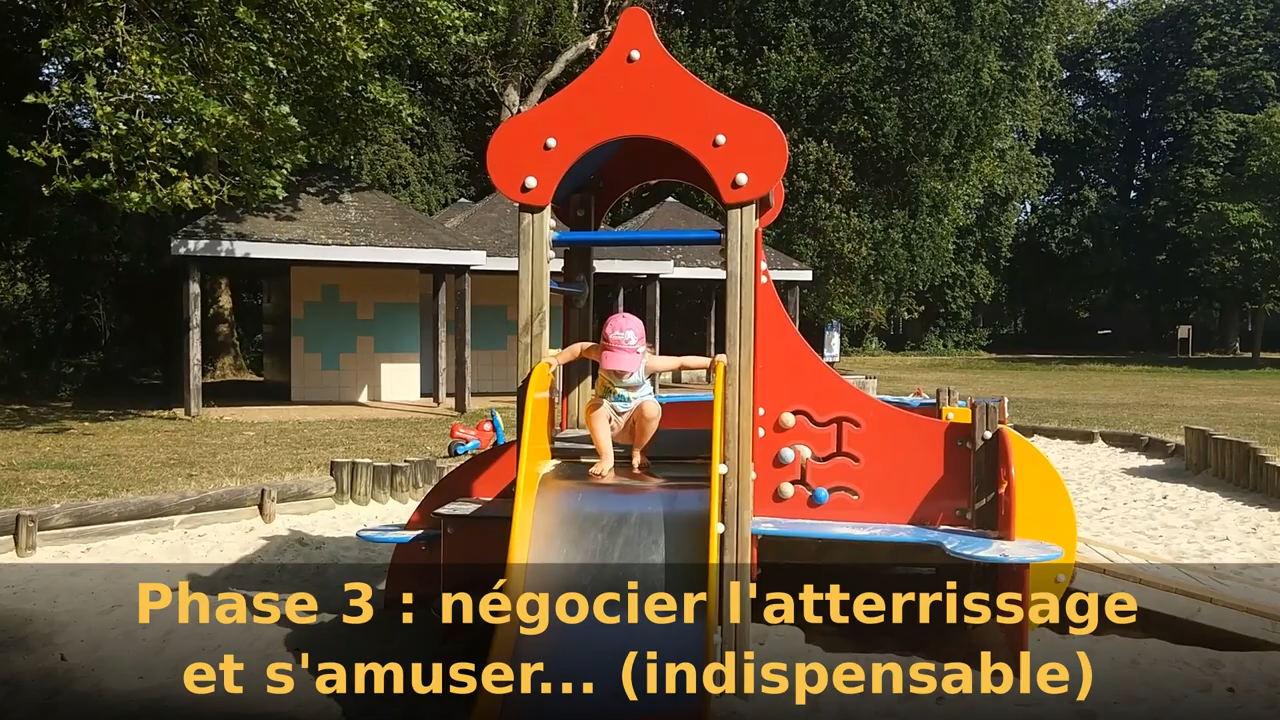 Phase 3 : négocier l'atterrissage
et s'amuser... (indispensable)